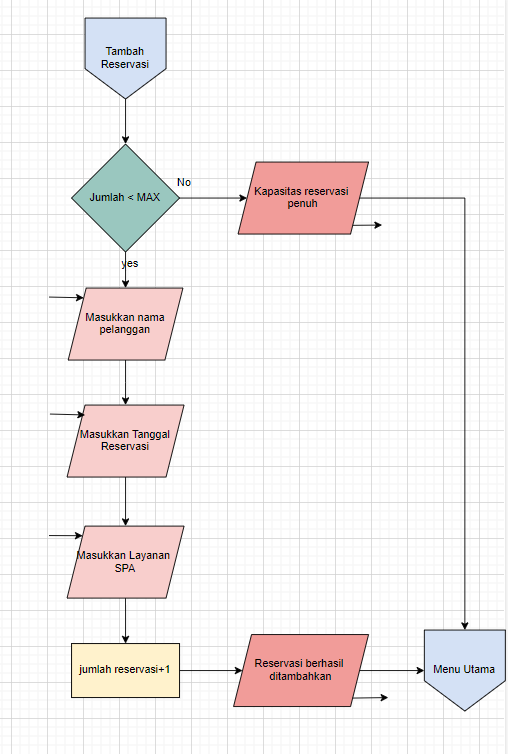 Tambah
Reservasi
Jumlah < MAX
No
Kapasitas reservasi
penuh
yes
Masukkan nama
pelanggan
Masukkan Tanggal
Reservasi
Masukkan Layanan
SPA
jumlah reservasi+1
Reservasi berhasil
ditambahkan
Menu Utama